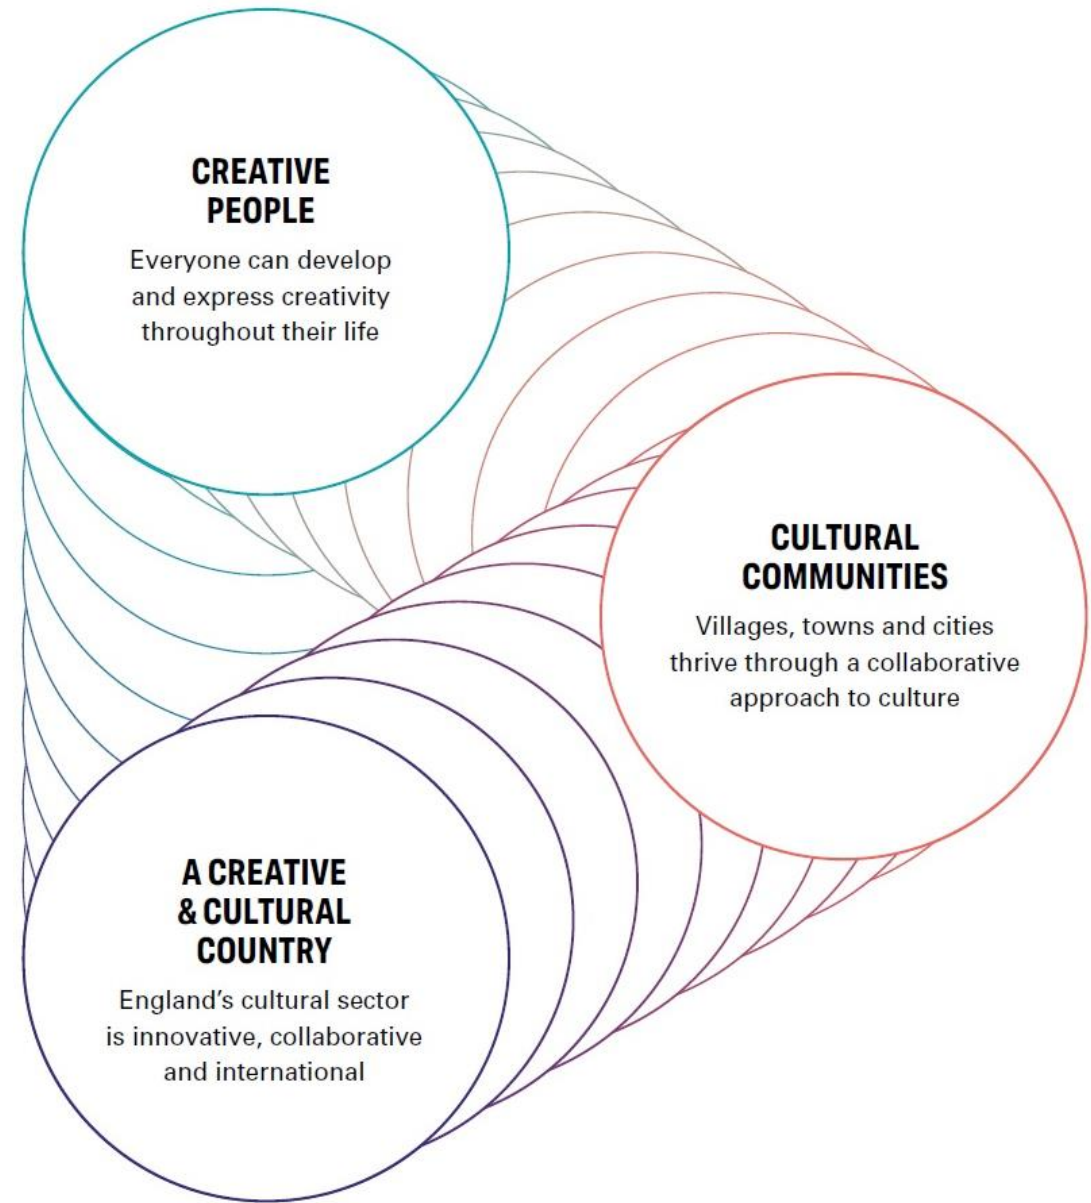 CREATIVE
PEOPLE
Everyone can develop
and express creativity
throughout their life
CULTURAL
COMMUNITIES
Villages, towns and cities
thrive through a collaborative
approach to culture
A CREATIVE
& CULTURAL
COUNTRY
England’s cultural sector
is innovative, collaborative
and international